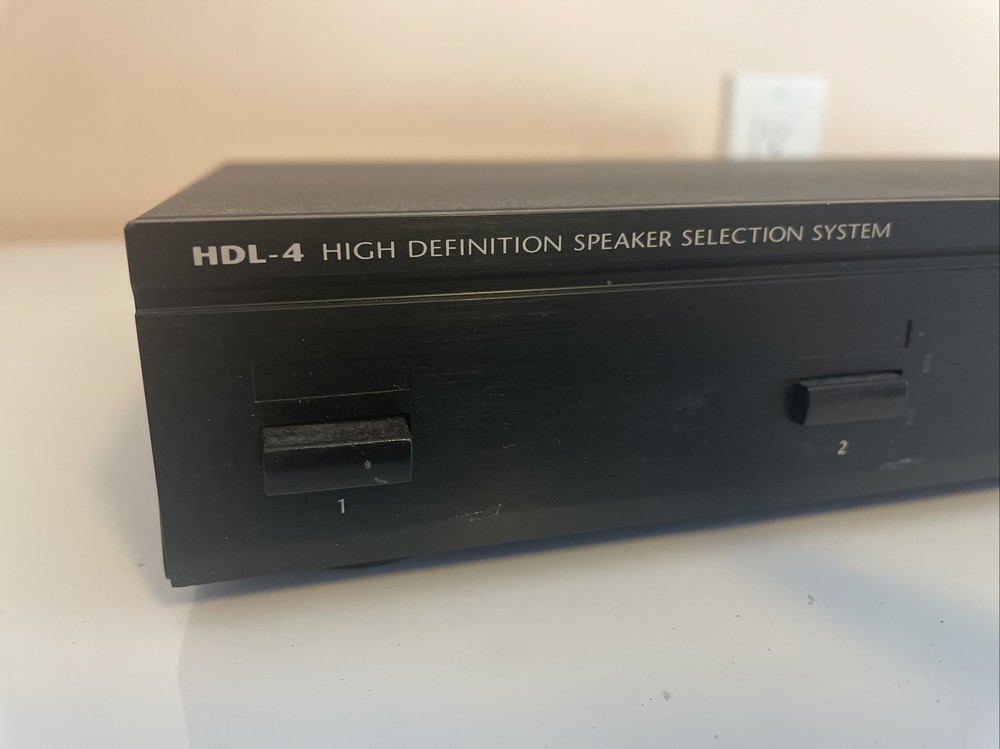 HDL-4 HIGH DEFINITION SPEAKER SELECTION SYSTEM
1
2